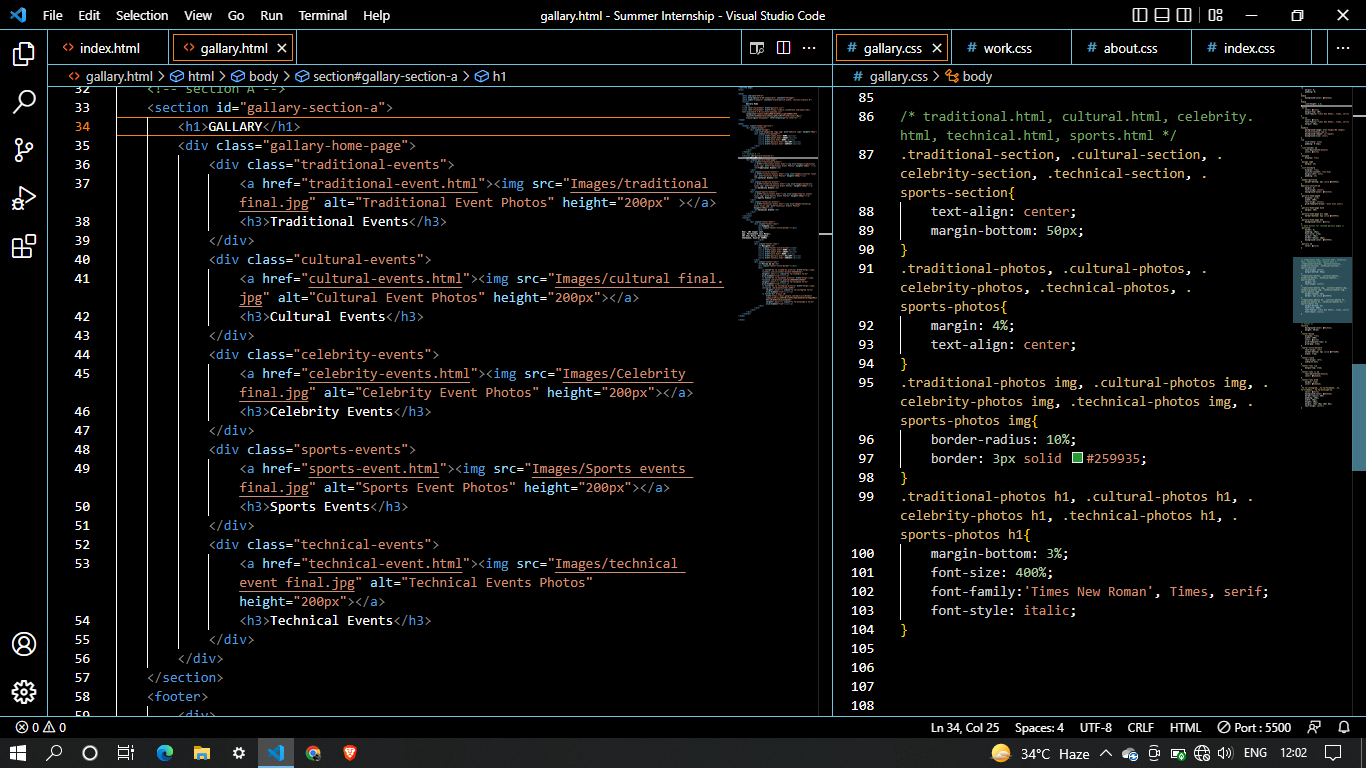 File Edit Selection View Go Run Terminal Help
gallary.html - Summer Internship - Visual Studio Code
<> index.html
<> gallary.html ×
# gallary.css ×
# work.css
# about.css
# index.css
<> gallary.html > html > body > section#gallary-section-a > h1
32 <!-- section A -->
33 <section id="gallary-section-a">
34 <h1>GALLARY</h1>
35 <div class="gallary-home-page">
36 <div class="traditional-events">
37 <a href="traditional-event.html"><img src="Images/traditional
final.jpg" alt="Traditional Event Photos" height="200px" ></a>
38 <h3>Traditional Events</h3>
39 </div>
40 <div class="cultural-events">
41 <a href="cultural-events.html"><img src="Images/cultural final.
jpg" alt="Cultural Event Photos" height="200px"></a>
42 <h3>Cultural Events</h3>
43 </div>
44 <div class="celebrity-events">
45 <a href="celebrity-events.html"><img src="Images/Celebrity
final.jpg" alt="Celebrity Event Photos" height="200px"></a>
46 <h3>Celebrity Events</h3>
47 </div>
48 <div class="sports-events">
49 <a href="sports-event.html"><img src="Images/Sports events
final.jpg" alt="Sports Event Photos" height="200px"></a>
50 <h3>Sports Events</h3>
51 </div>
52 <div class="technical-events">
53 <a href="technical-event.html"><img src="Images/technical
event final.jpg" alt="Technical Events Photos"
height="200px"></a>
54 <h3>Technical Events</h3>
55 </div>
56 </div>
57 </section>
58 <footer>
59 <div>
# gallary.css > body
85
86 /* traditional.html, cultural.html, celebrity.
html, technical.html, sports.html */
87 .traditional-section, .cultural-section, .
celebrity-section, .technical-section, .
sports-section{
88 text-align: center;
89 margin-bottom: 50px;
90 }
91 .traditional-photos, .cultural-photos, .
celebrity-photos, .technical-photos, .
sports-photos{
92 margin: 4%;
93 text-align: center;
94 }
95 .traditional-photos img, .cultural-photos img, .
celebrity-photos img, .technical-photos img, .
sports-photos img{
96 border-radius: 10%;
97 border: 3px solid #259935;
98 }
99 .traditional-photos h1, .cultural-photos h1, .
celebrity-photos h1, .technical-photos h1, .
sports-photos h1{
100 margin-bottom: 3%;
101 font-size: 400%;
102 font-family:'Times New Roman', Times, serif;
103 font-style: italic;
104 }
105
106
107
108
0 0 Ln 34, Col 25 Spaces: 4 UTF-8 CRLF HTML Port : 5500
34°C Haze ENG 12:02